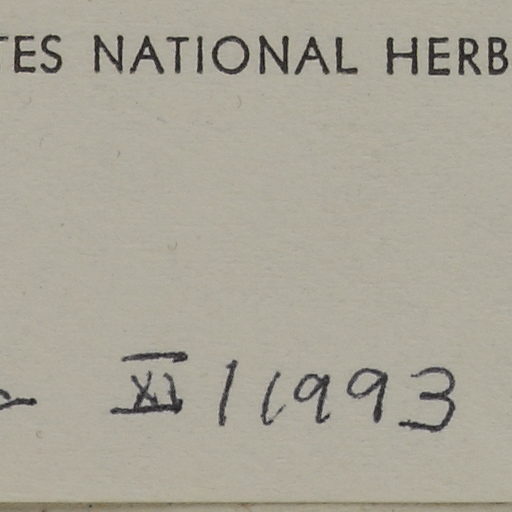 TES NATIONAL HERB
XI / 1993